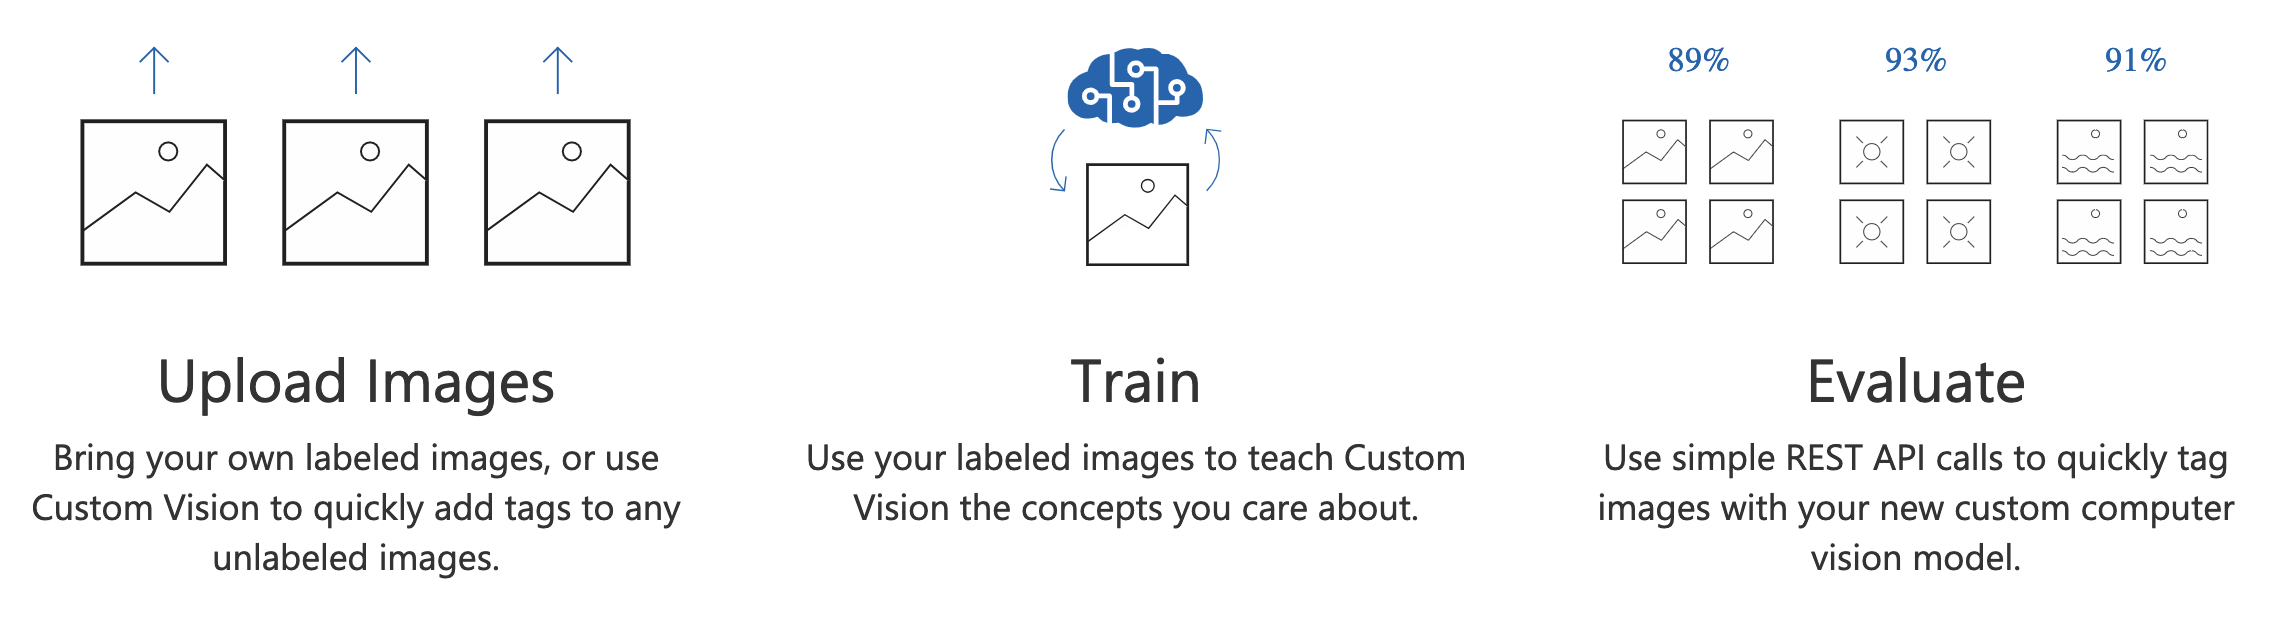 89% 93% 91%
Upload Images
Bring your own labeled images, or use
Custom Vision to quickly add tags to any
unlabeled images.
Train
Use your labeled images to teach Custom
Vision the concepts you care about.
Evaluate
Use simple REST API calls to quickly tag
images with your new custom computer
vision model.